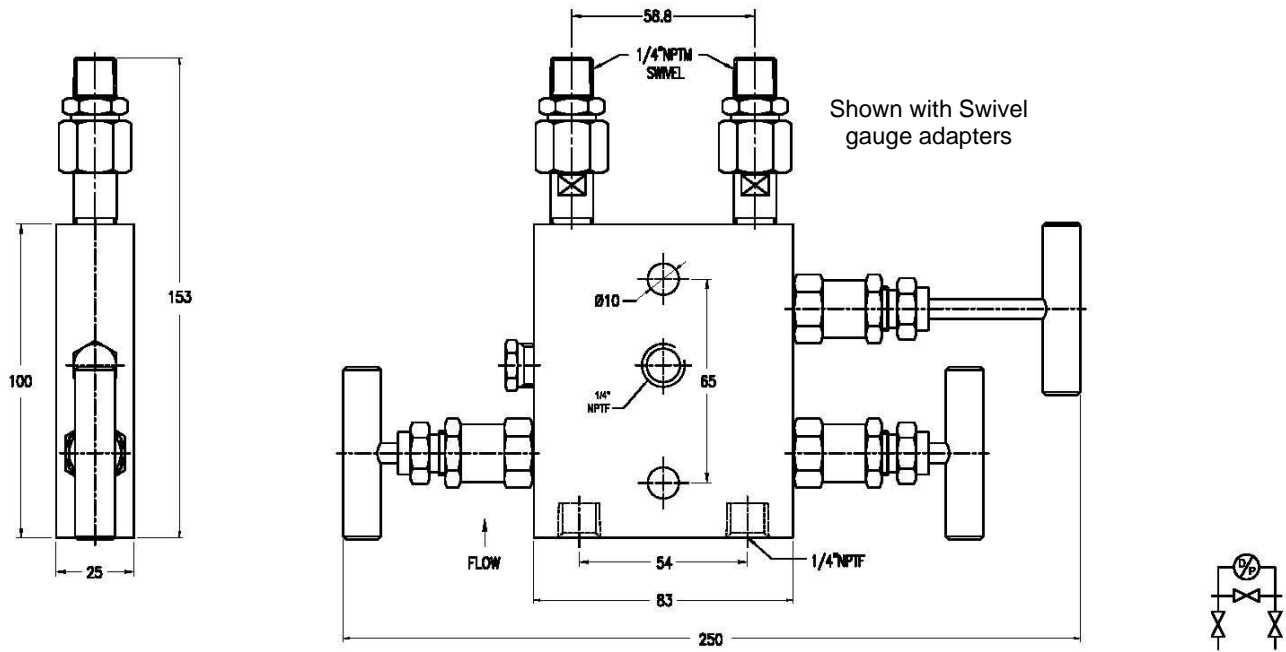 58.8
1/4"NPTM
SWIVEL
Shown with Swivel
gauge adapters
153
100
Ø10
65
1/4"
NPTF
25
FLOW
54
1/4"NPTF
83
250
D/P